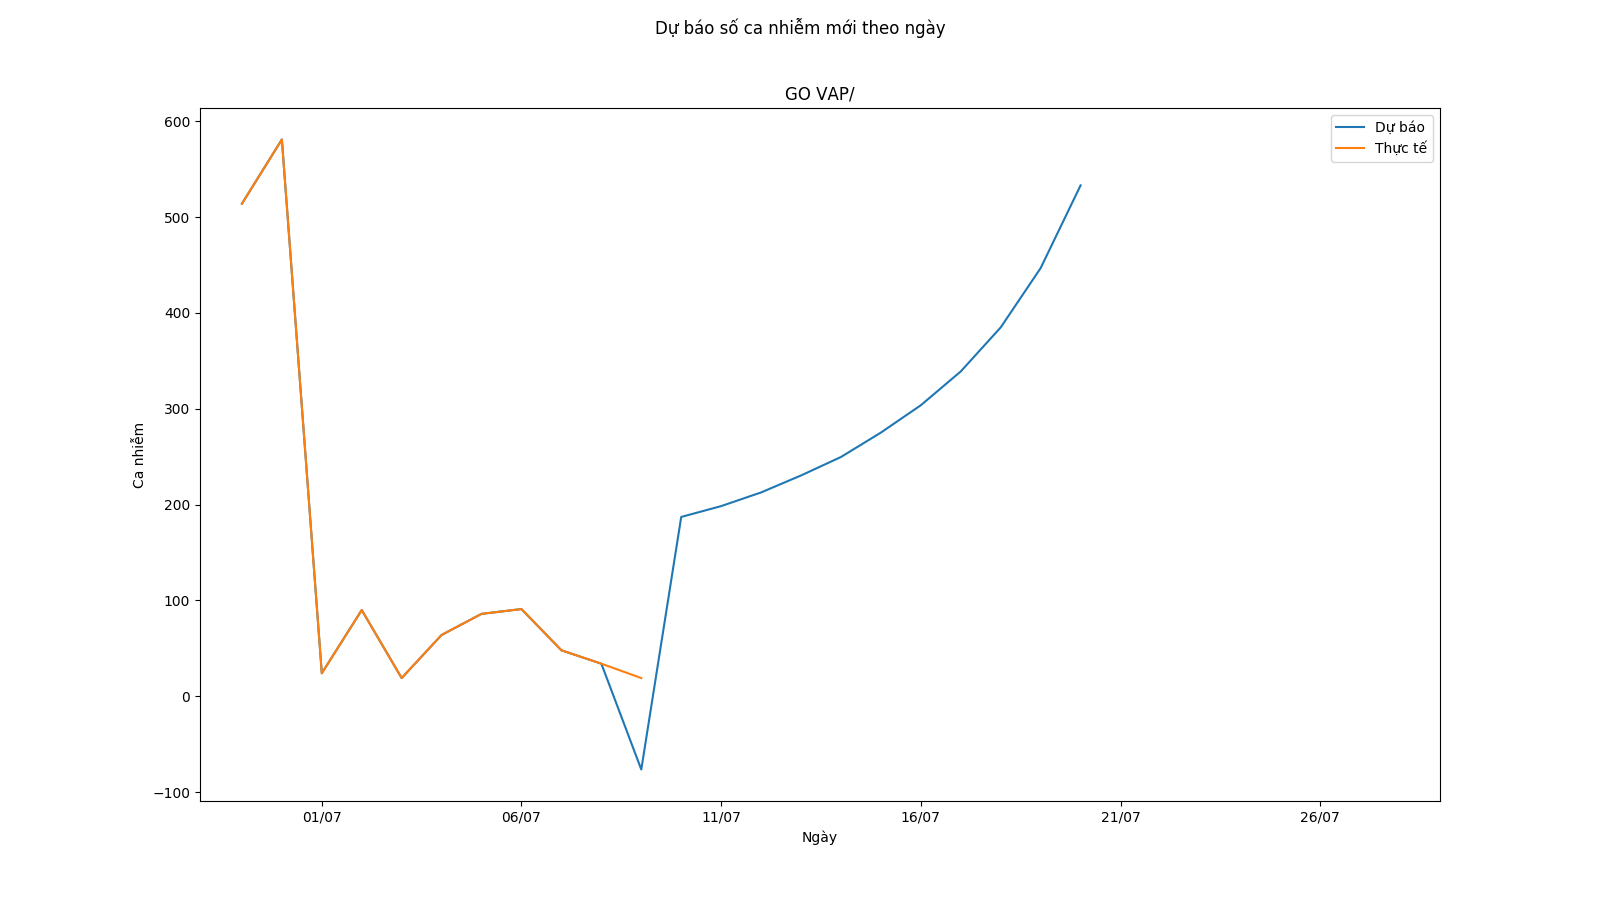 Dự báo số ca nhiễm mới theo ngày
GO VAP/
Dự báo
Thực tế
600
500
400
300
200
100
0
−100
Ca nhiễm
01/07
06/07
11/07
16/07
21/07
26/07
Ngày